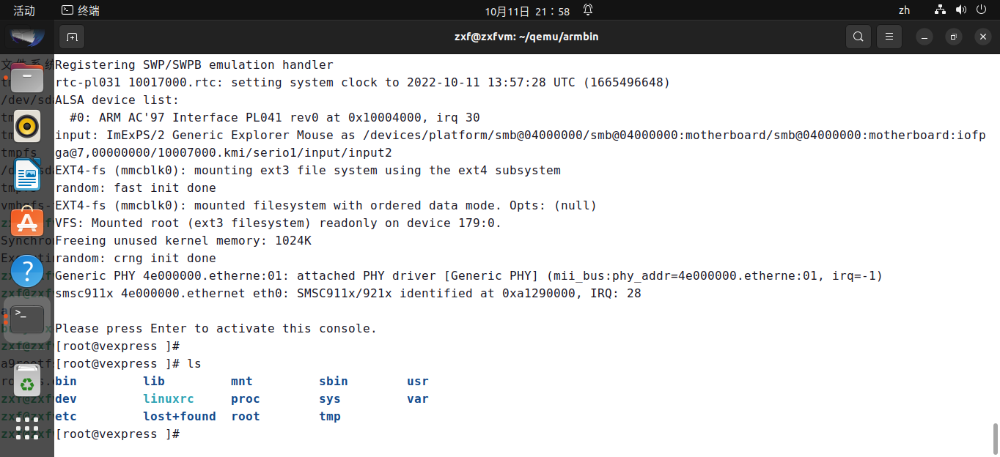 活动 终端 10月11日 21：58 zh
zxf@zxfvm: ~/qemu/armbin
Registering SWP/SWPB emulation handler
rtc-pl031 10017000.rtc: setting system clock to 2022-10-11 13:57:28 UTC (1665496648)
ALSA device list:
#0: ARM AC'97 Interface PL041 rev0 at 0x10004000, irq 30
input: ImExPS/2 Generic Explorer Mouse as /devices/platform/smb@04000000/smb@04000000:motherboard/smb@04000000:motherboard:iofp
ga@7,00000000/10007000.kmi/serio1/input/input2
EXT4-fs (mmcblk0): mounting ext3 file system using the ext4 subsystem
random: fast init done
EXT4-fs (mmcblk0): mounted filesystem with ordered data mode. Opts: (null)
VFS: Mounted root (ext3 filesystem) readonly on device 179:0.
Freeing unused kernel memory: 1024K
random: crng init done
Generic PHY 4e000000.etherne:01: attached PHY driver [Generic PHY] (mii_bus:phy_addr=4e000000.etherne:01, irq=-1)
smsc911x 4e000000.ethernet eth0: SMSC911x/921x identified at 0xa1290000, IRQ: 28
Please press Enter to activate this console.
[root@vexpress ]#
[root@vexpress ]# ls
bin lib mnt sbin usr
dev linuxrc proc sys var
etc lost+found root tmp
[root@vexpress ]#